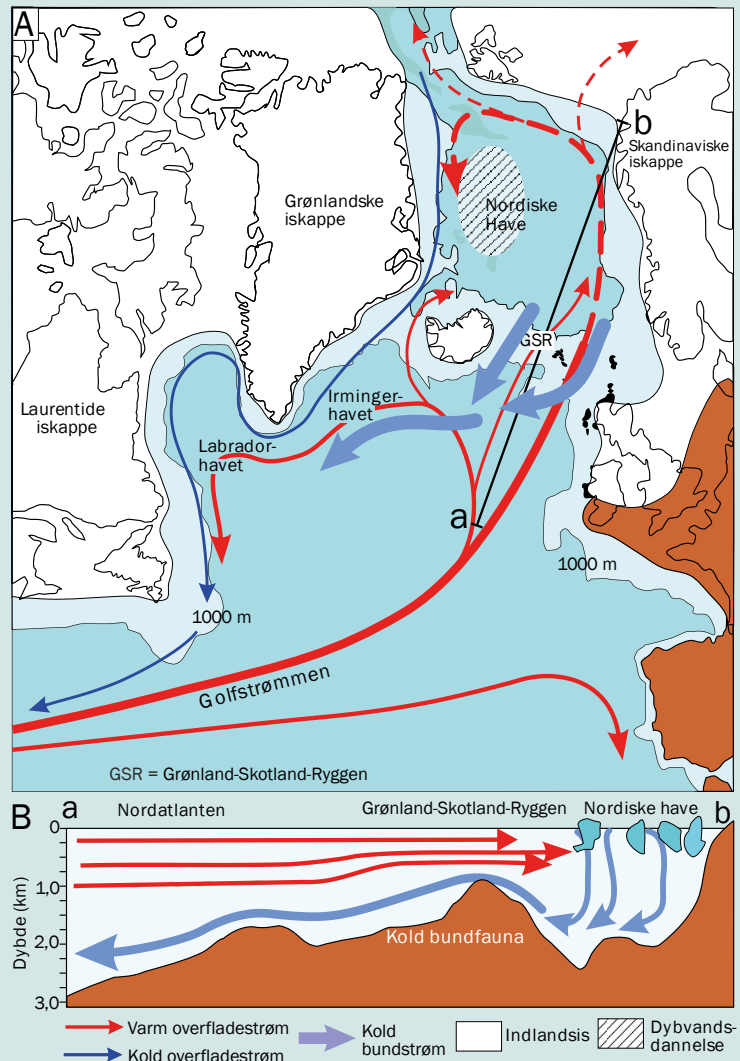 A
b
Skandinaviske
iskappe
Grønlandske
iskappe
Nordiske
Have
GSR
Laurentide
iskappe
Irminger-
havet
Labrador-
havet
a
1000 m
1000 m
Golfstrømmen
GSR = Grønland-Skotland-Ryggen
B
a
Nordatlanten
Grønland-Skotland-Ryggen
Nordiske have
b
0
1,0
2,0
3,0
Dybde (km)
Kold bundfauna
Varm overfladestrøm
Kold overfladestrøm
Kold
bundstrøm
Indlandsis
Dybvands-
dannelse